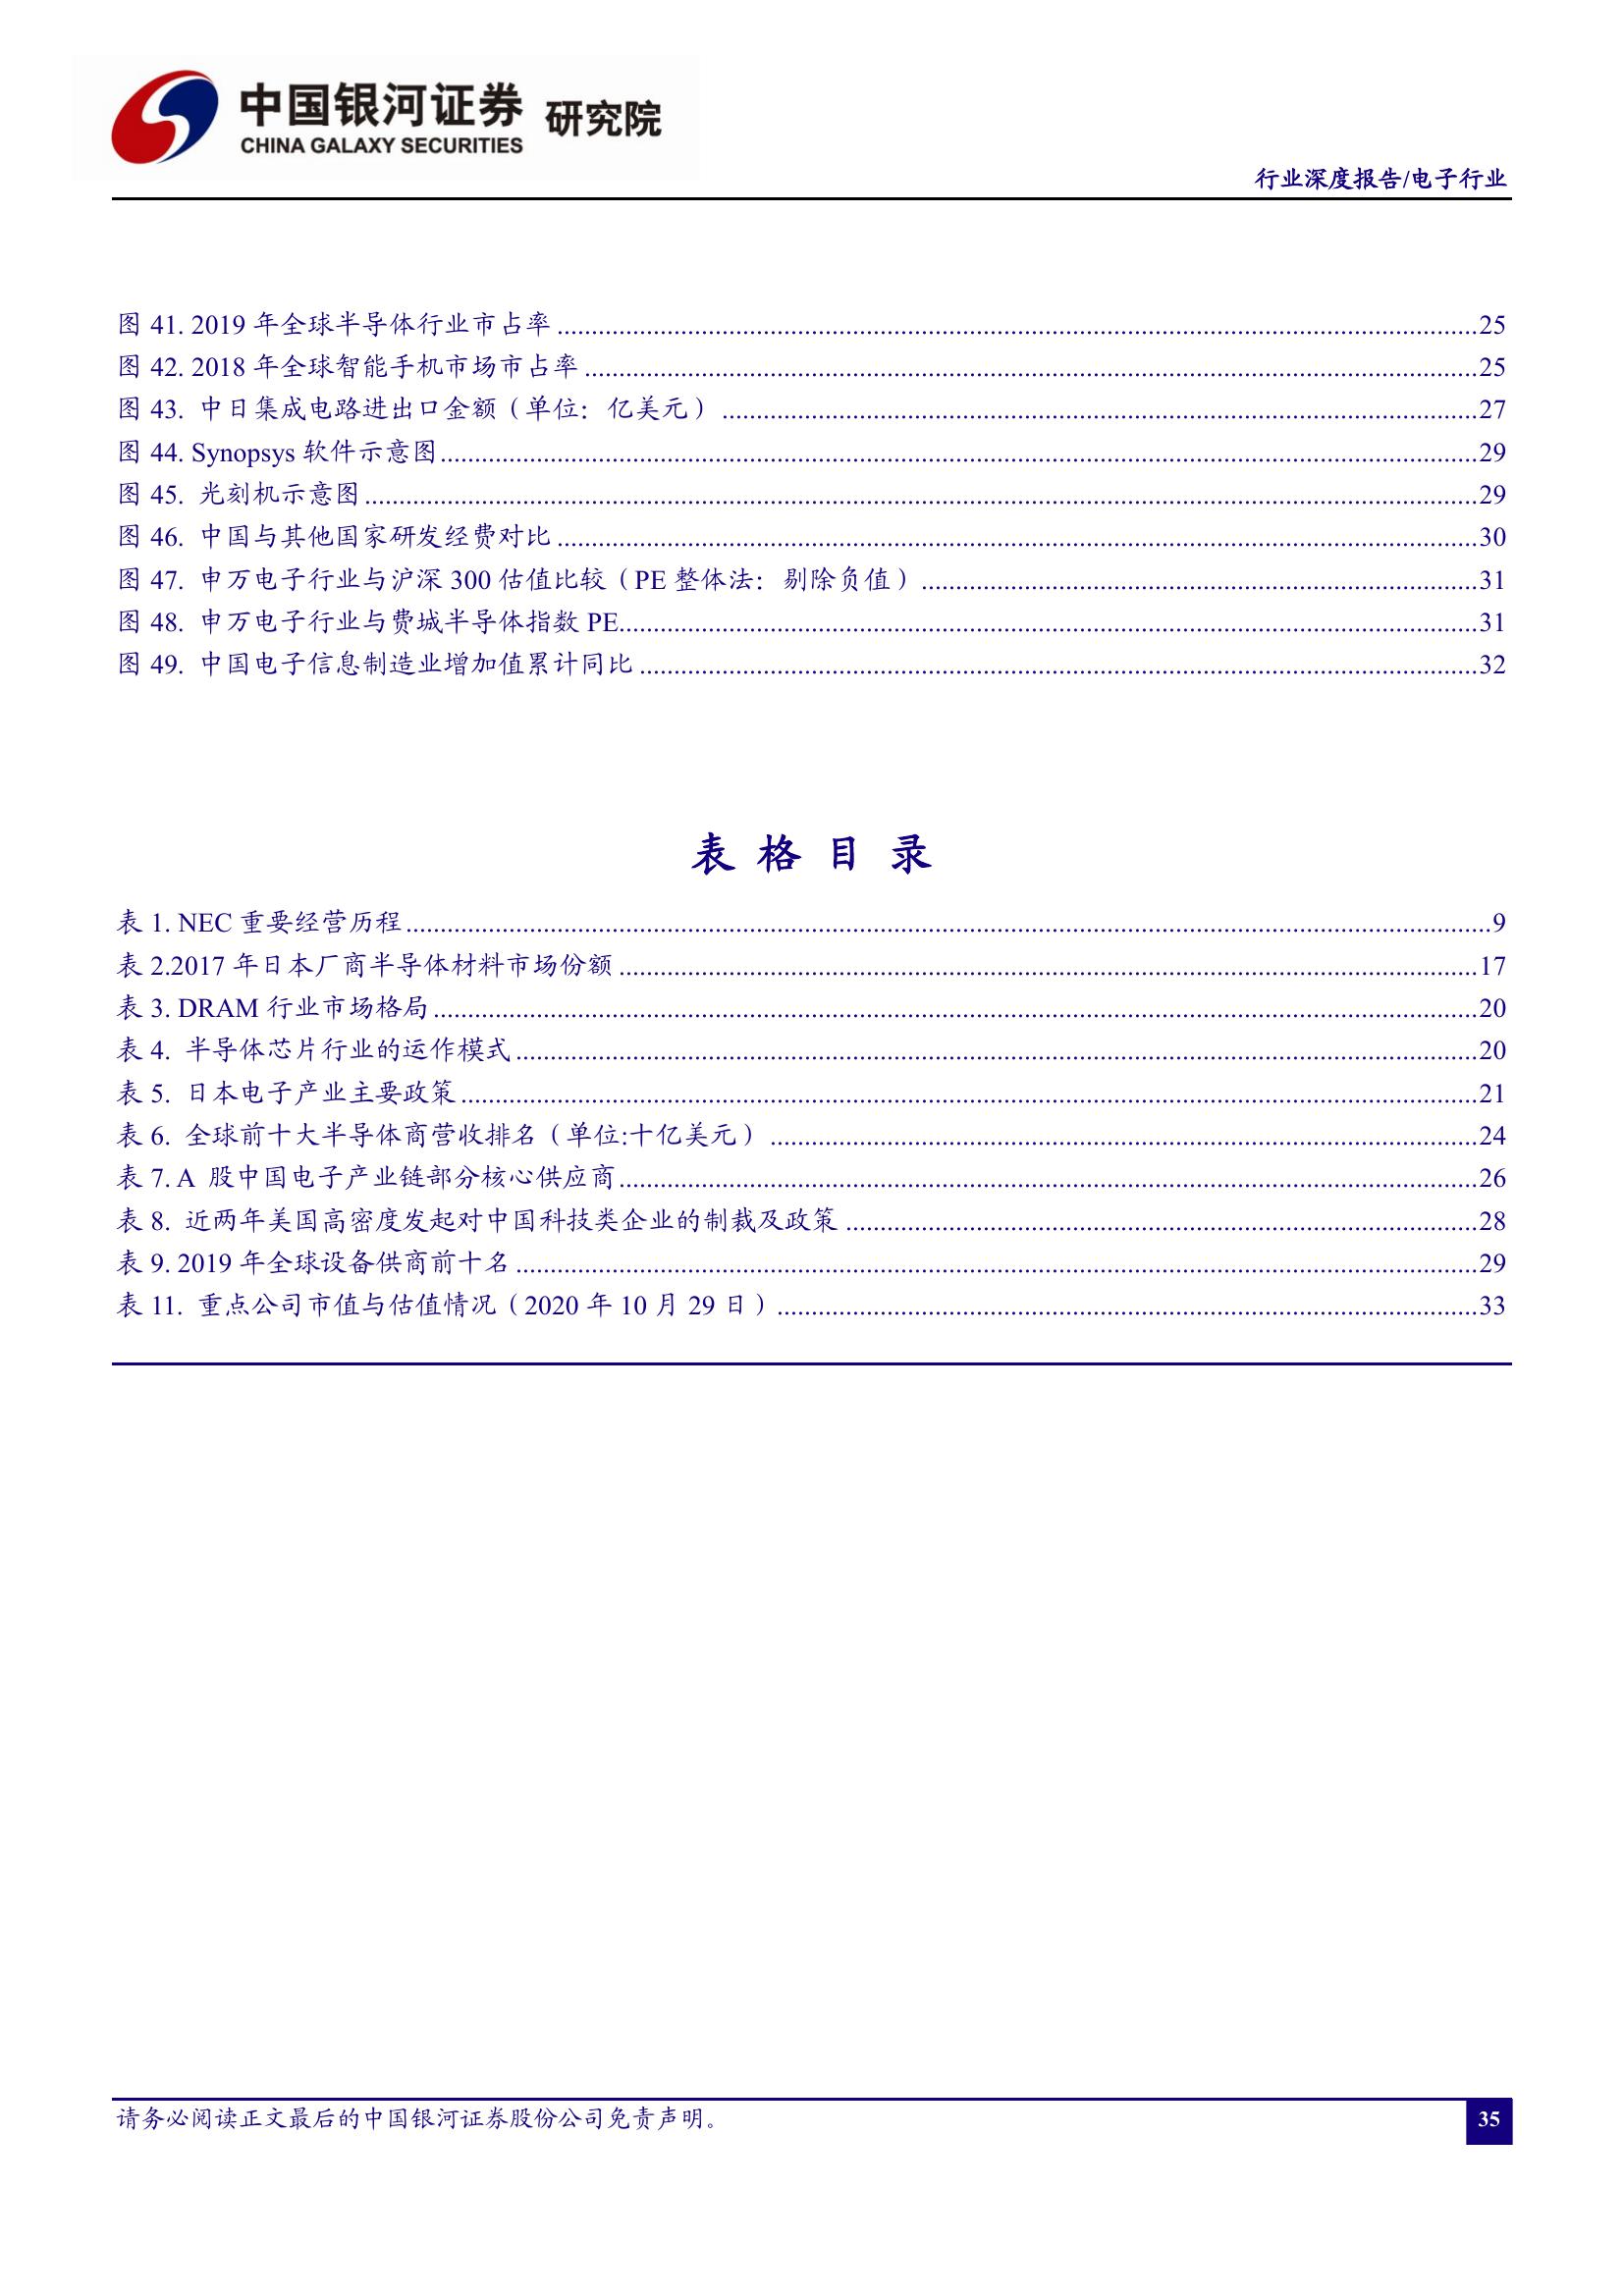 中国银河证券 研究院
CHINA GALAXY SECURITIES
行业深度报告/电子行业
图 41. 2019 年全球半导体行业市占率 25
图 42. 2018 年全球智能手机市场市占率 25
图 43. 中日集成电路进出口金额（单位：亿美元） 27
图 44. Synopsys 软件示意图 29
图 45. 光刻机示意图 29
图 46. 中国与其他国家研发经费对比 30
图 47. 申万电子行业与沪深 300 估值比较（PE 整体法：剔除负值） 31
图 48. 申万电子行业与费城半导体指数 PE 31
图 49. 中国电子信息制造业增加值累计同比 32
表 格 目 录
表 1. NEC 重要经营历程 9
表 2.2017 年日本厂商半导体材料市场份额 17
表 3. DRAM 行业市场格局 20
表 4. 半导体芯片行业的运作模式 20
表 5. 日本电子产业主要政策 21
表 6. 全球前十大半导体商营收排名（单位:十亿美元） 24
表 7. A 股中国电子产业链部分核心供应商 26
表 8. 近两年美国高密度发起对中国科技类企业的制裁及政策 28
表 9. 2019 年全球设备供商前十名 29
表 11. 重点公司市值与估值情况（2020 年 10 月 29 日） 33
请务必阅读正文最后的中国银河证券股份公司免责声明。
35